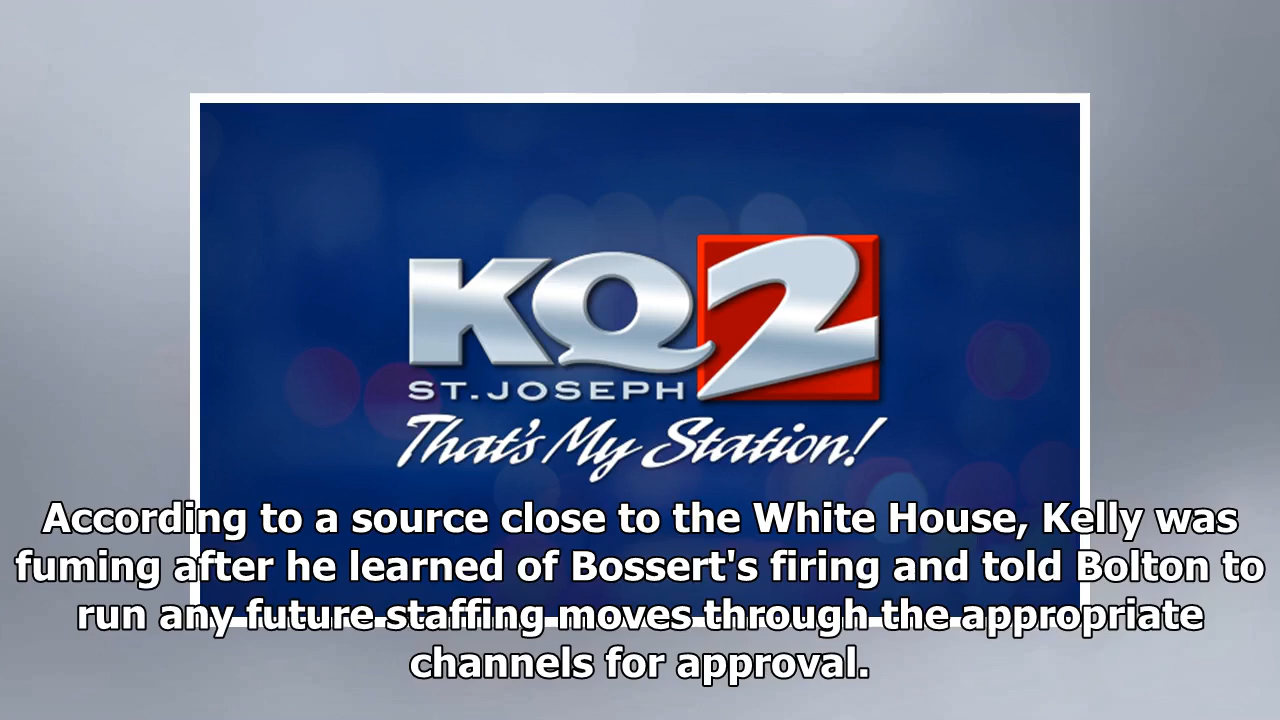 KQ2
ST.JOSEPH
That's My Station!
According to a source close to the White House, Kelly was
fuming after he learned of Bossert's firing and told Bolton to
run any future staffing moves through the appropriate
channels for approval.